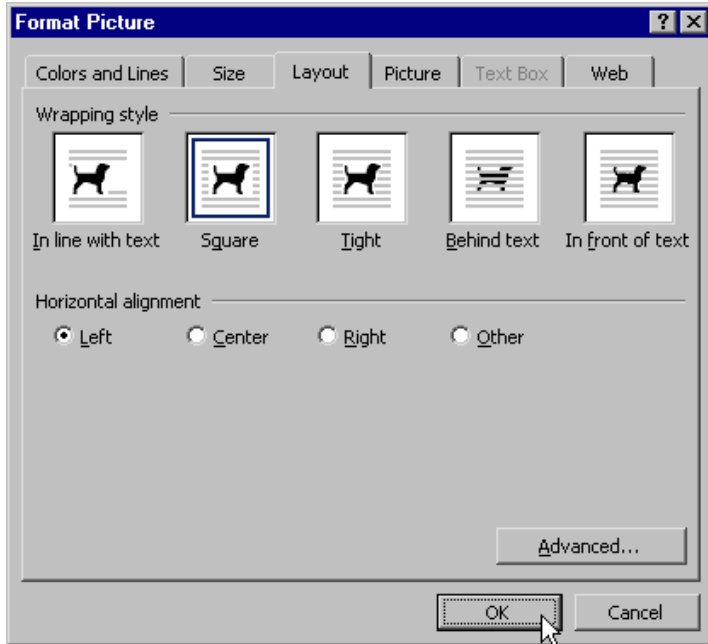 Format Picture
Colors and Lines Size Layout Picture Text Box Web
Wrapping style
In line with text Square Tight Behind text In front of text
Horizontal alignment
Left Center Right Other
Advanced...
OK Cancel